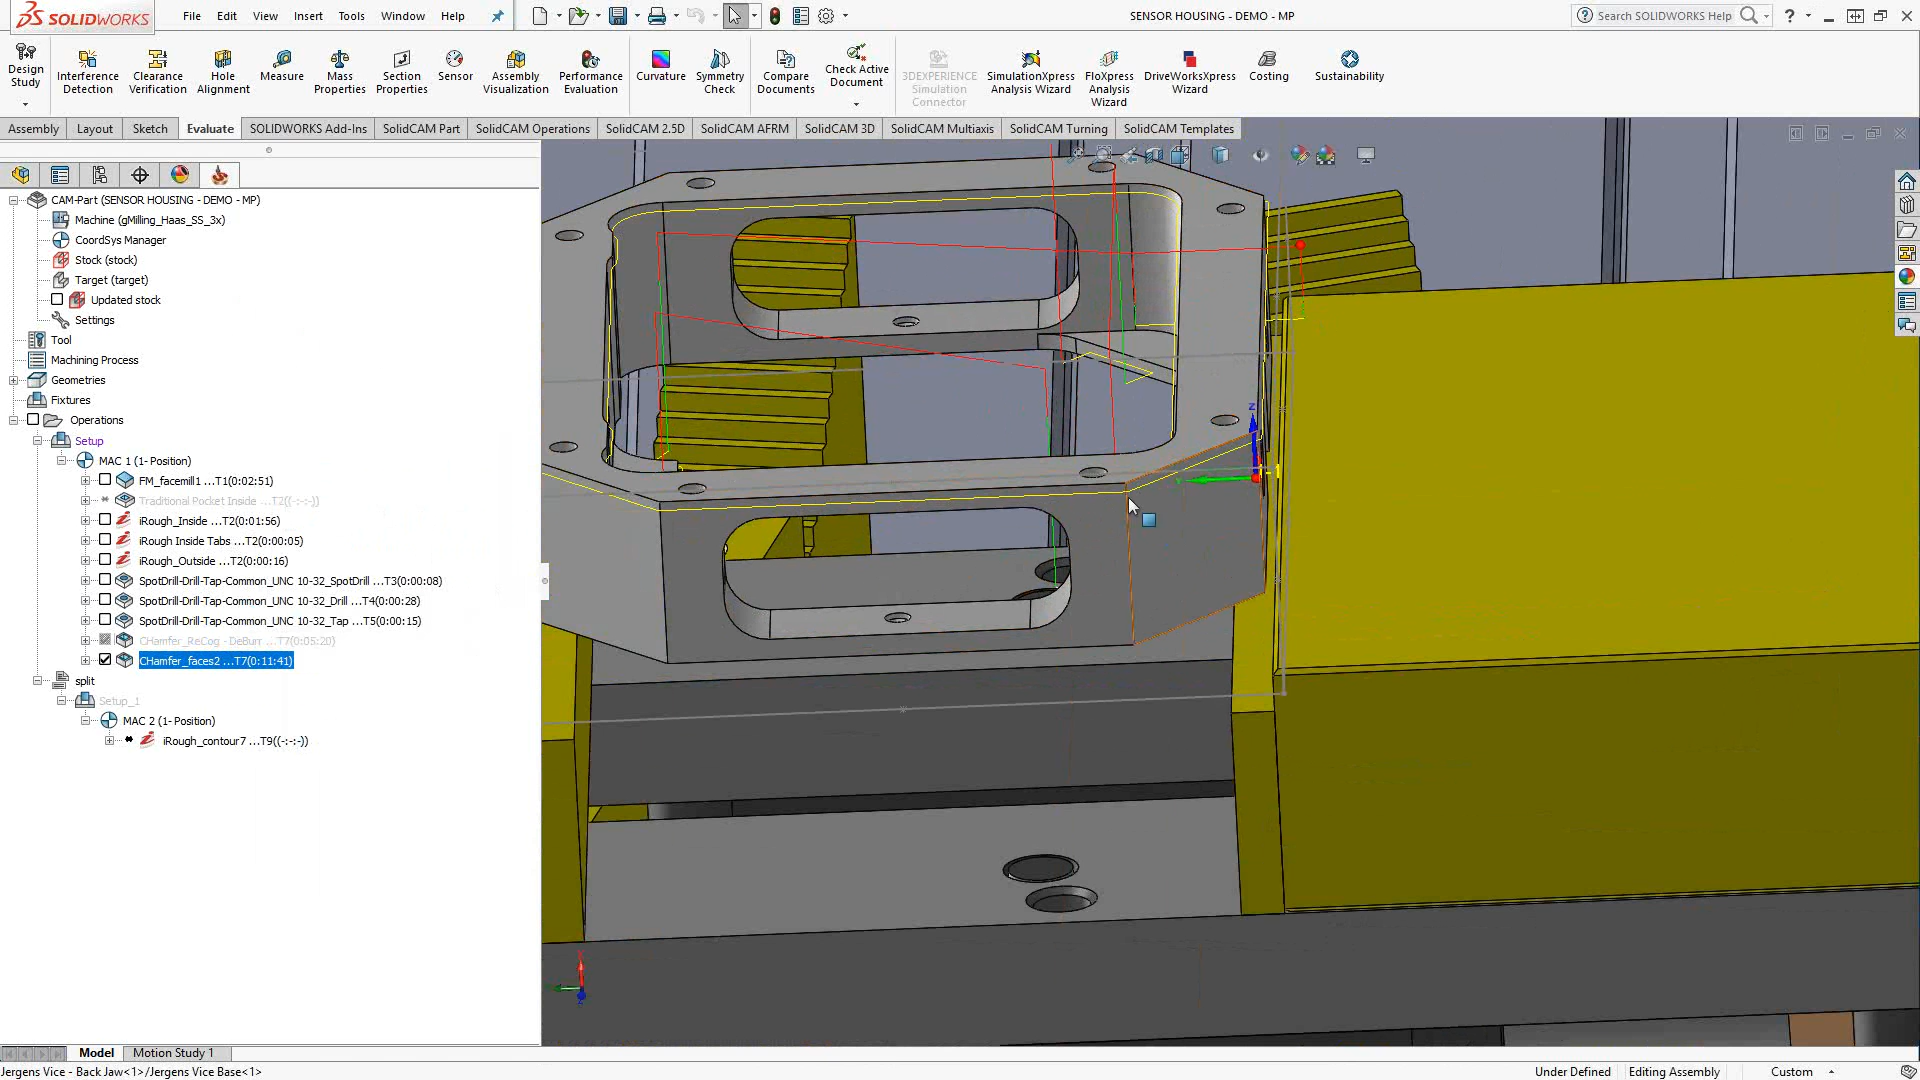 SOLIDWORKS
File Edit View Insert Tools Window Help
SENSOR HOUSING - DEMO - MP
Search SOLIDWORKS Help
Design Study
Interference Detection
Clearance Verification
Hole Alignment
Measure
Mass Properties
Section Properties
Sensor
Assembly Visualization
Performance Evaluation
Curvature
Symmetry Check
Compare Documents
Check Active Document
3DEXPERIENCE Simulation Connector
SimulationXpress Analysis Wizard
FloXpress Analysis Wizard
DriveWorksXpress Wizard
Costing
Sustainability
Assembly Layout Sketch Evaluate SOLIDWORKS Add-Ins SolidCAM Part SolidCAM Operations SolidCAM 2.5D SolidCAM AFRM SolidCAM 3D SolidCAM Multiaxis SolidCAM Turning SolidCAM Templates
CAM-Part (SENSOR HOUSING - DEMO - MP)
Machine (gMilling_Haas_SS_3x)
CoordSys Manager
Stock (stock)
Target (target)
Updated stock
Settings
Tool
Machining Process
Geometries
Fixtures
Operations
Setup
MAC 1 (1- Position)
FM_facemill1 ...T1(0:02:51)
Traditional Pocket Inside ...T2((-:-:-))
iRough_Inside ...T2(0:01:56)
iRough Inside Tabs ...T2(0:00:05)
iRough_Outside ...T2(0:00:16)
SpotDrill-Drill-Tap-Common_UNC 10-32_SpotDrill ...T3(0:00:08)
SpotDrill-Drill-Tap-Common_UNC 10-32_Drill ...T4(0:00:28)
SpotDrill-Drill-Tap-Common_UNC 10-32_Tap ...T5(0:00:15)
CHamfer_ReCog - DeBurr ...T7(0:05:20)
CHamfer_faces2 ...T7(0:11:41)
split
Setup_1
MAC 2 (1- Position)
iRough_contour7 ...T9((-:-:-))
Z
Y
Model Motion Study 1
Jergens Vice - Back Jaw<1>/Jergens Vice Base<1>
Under Defined Editing Assembly Custom